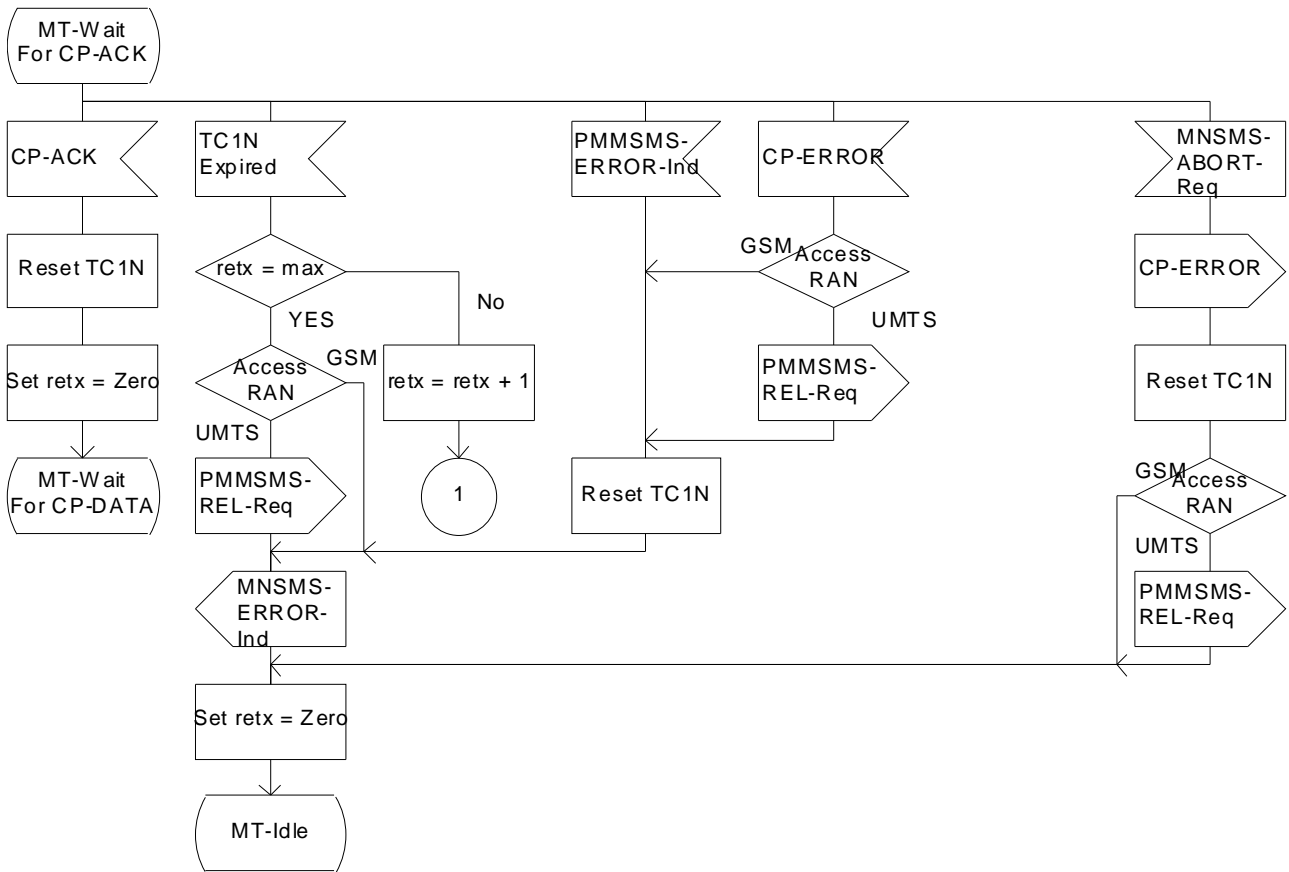 MT-Wait
For CP-ACK
CP-ACK
TC1N
Expired
PMMSMS-
ERROR-Ind
CP-ERROR
MNSMS-
ABORT-
Req
Reset TC1N
retx = max
GSM
Access
RAN
CP-ERROR
No
YES
UMTS
Set retx = Zero
Access
RAN
GSM
retx = retx + 1
PMMSMS-
REL-Req
Reset TC1N
UMTS
MT-Wait
For CP-DATA
PMMSMS-
REL-Req
1
Reset TC1N
GSM
Access
RAN
UMTS
MNSMS-
ERROR-
Ind
PMMSMS-
REL-Req
Set retx = Zero
MT-Idle